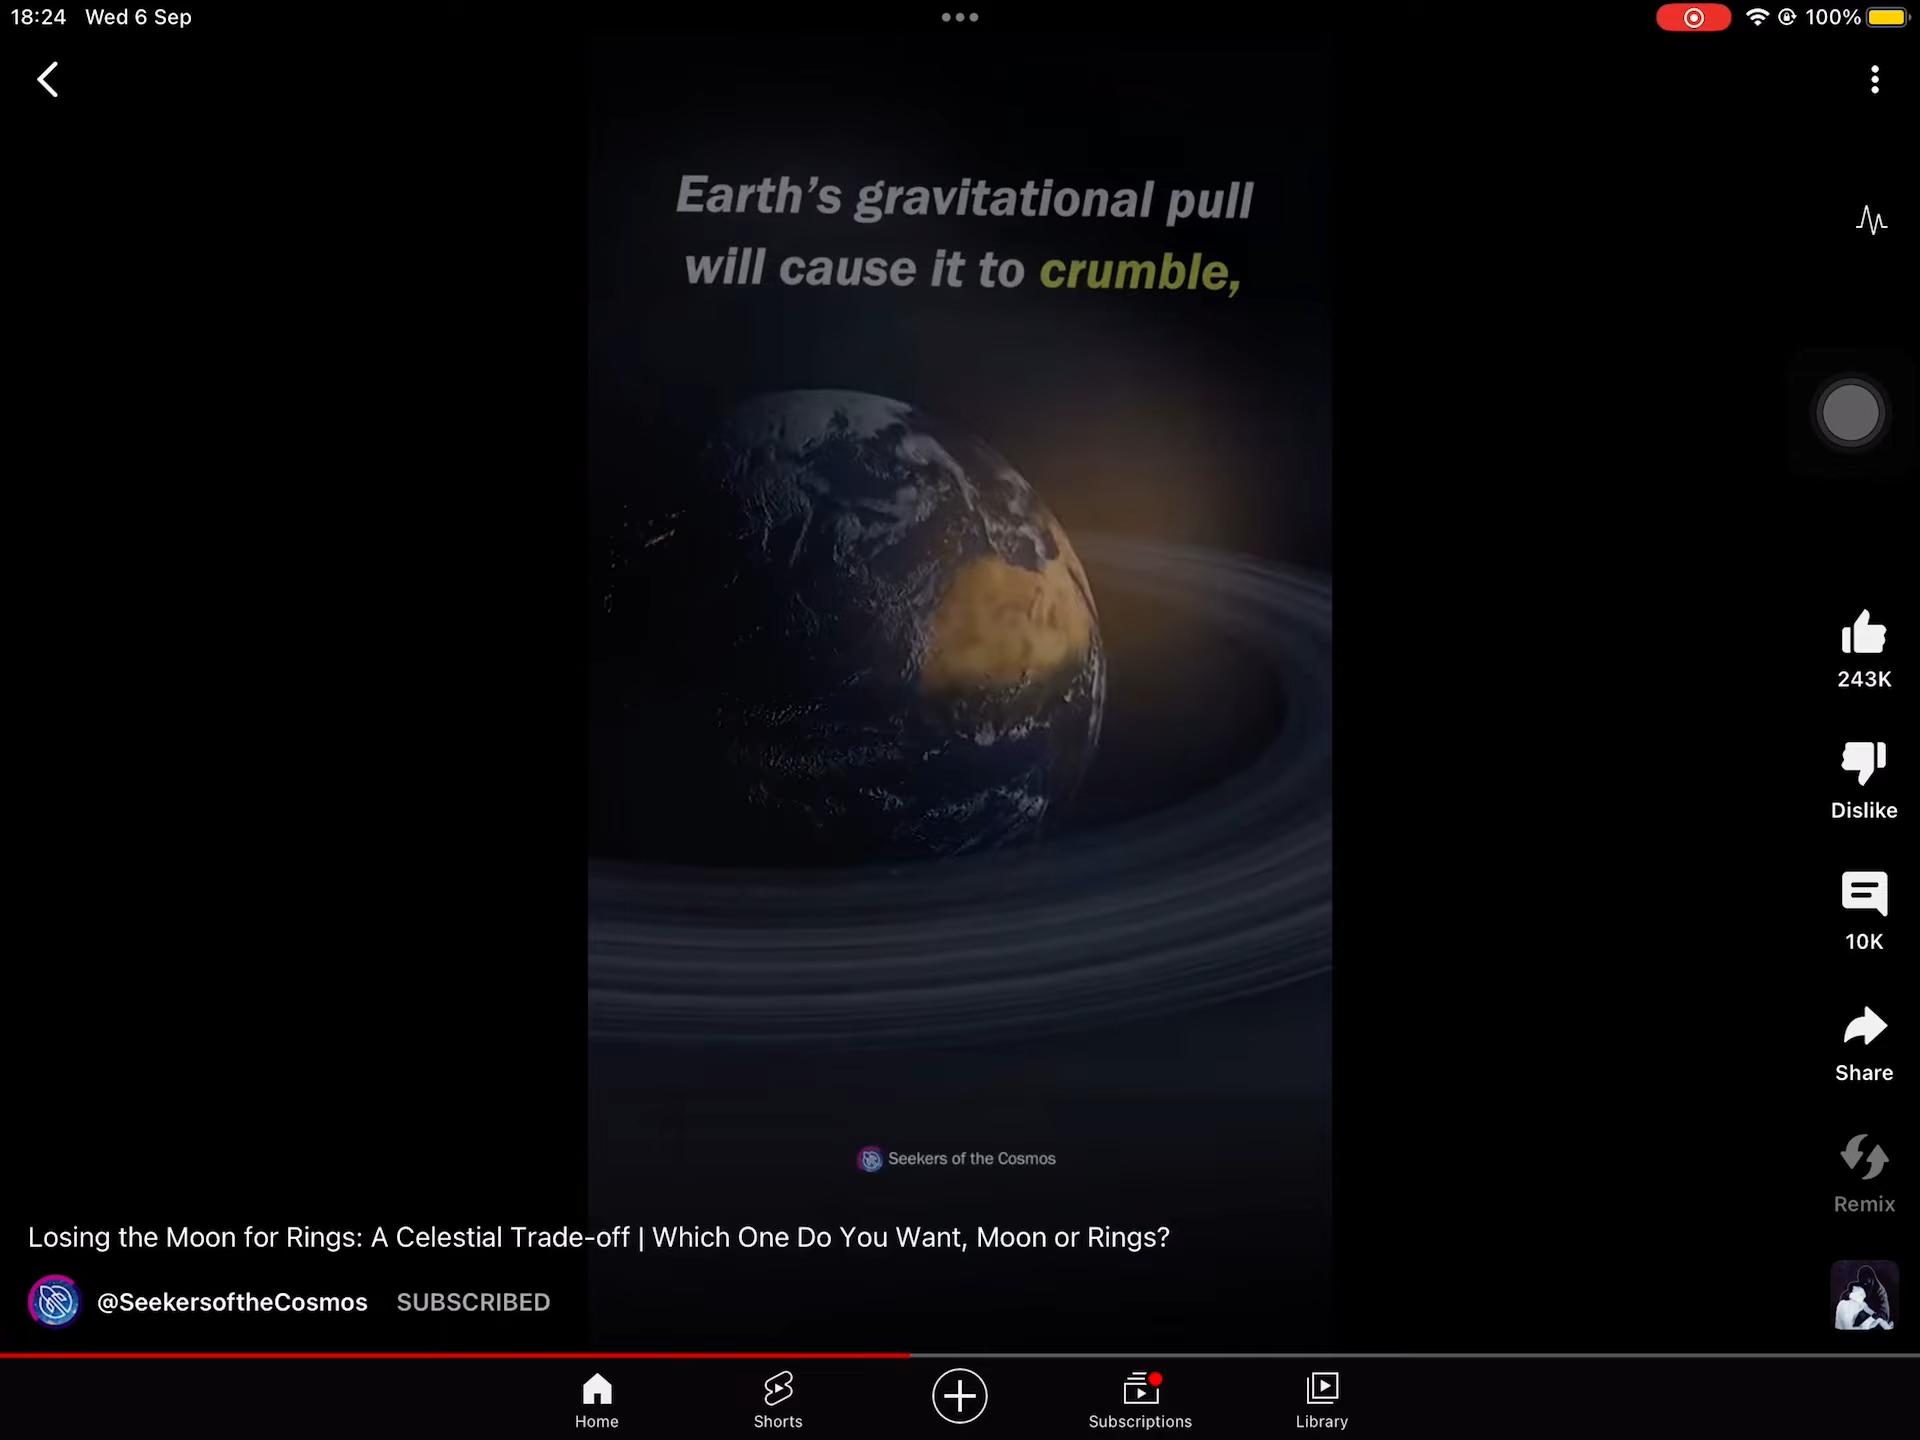 18:24 Wed 6 Sep
100%
Earth's gravitational pull
will cause it to crumble,
243K
Dislike
10K
Share
Remix
Seekers of the Cosmos
Losing the Moon for Rings: A Celestial Trade-off | Which One Do You Want, Moon or Rings?
@SeekersoftheCosmos SUBSCRIBED
Home
Shorts
Subscriptions
Library